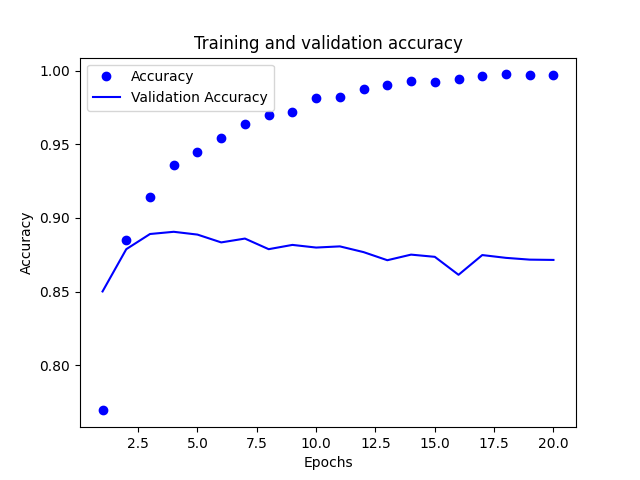 Training and validation accuracy
Accuracy
Validation Accuracy
1.00
0.95
0.90
0.85
0.80
Accuracy
2.5 5.0 7.5 10.0 12.5 15.0 17.5 20.0
Epochs